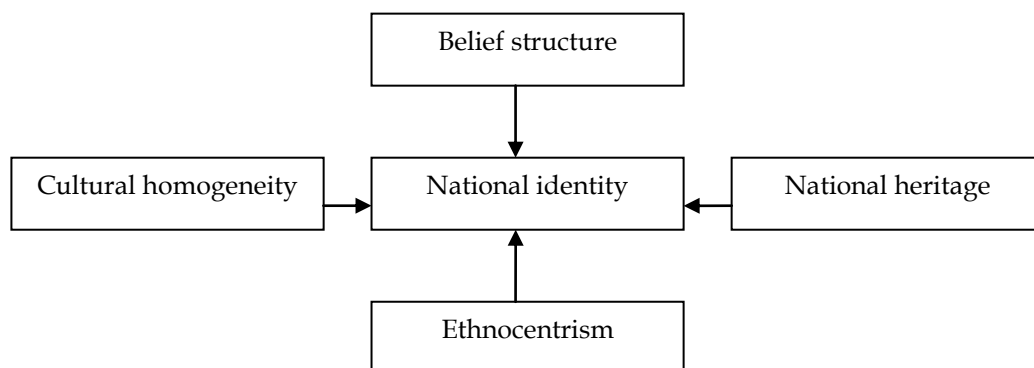 Belief structure
Cultural homogeneity
National identity
National heritage
Ethnocentrism